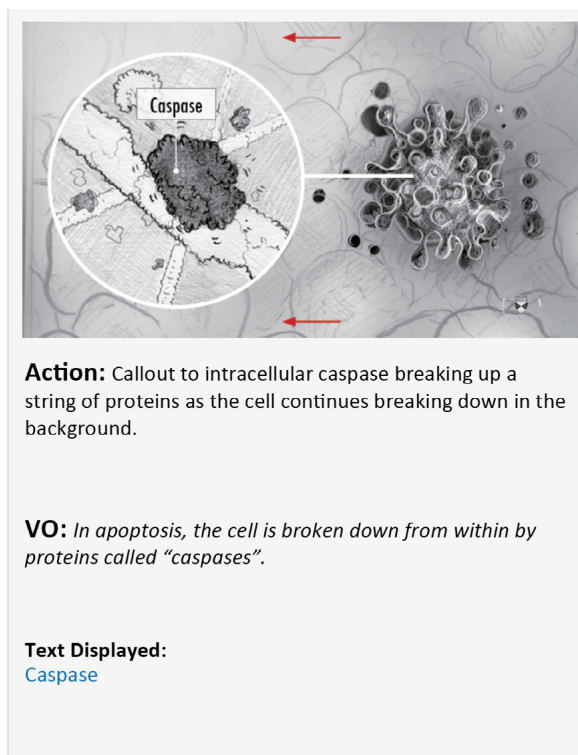 Caspase
Action: Callout to intracellular caspase breaking up a
string of proteins as the cell continues breaking down in the
background.
VO: In apoptosis, the cell is broken down from within by
proteins called “caspases”.
Text Displayed:
Caspase